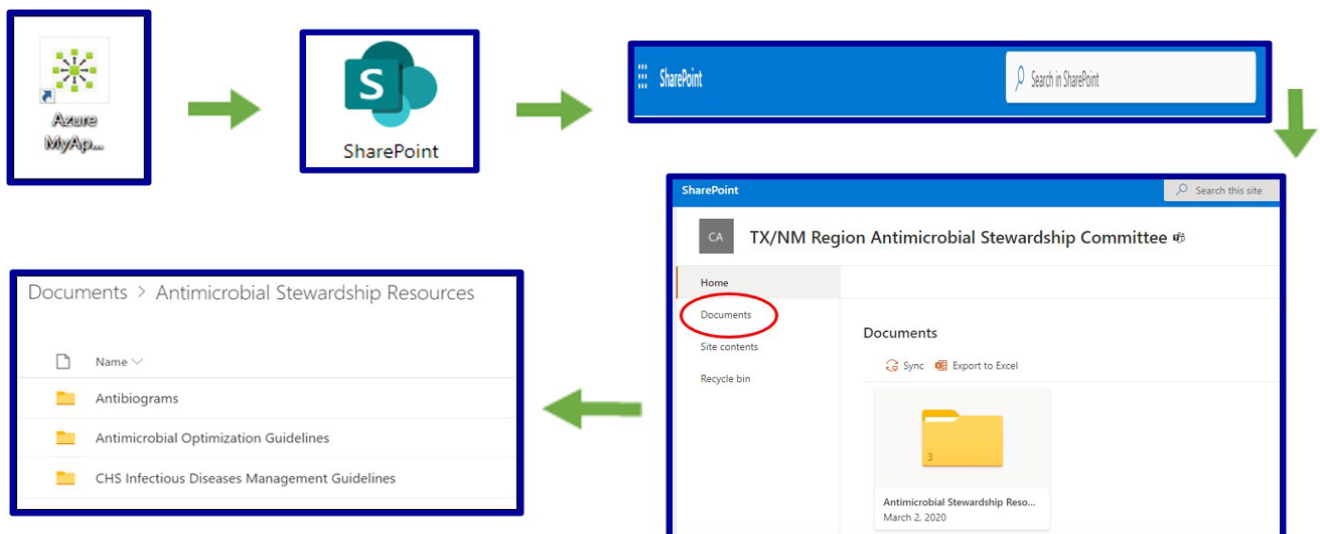 Azure
MyAp...
SharePoint
SharePoint
Search in SharePoint
SharePoint
Search this site
CA
TX/NM Region Antimicrobial Stewardship Committee
Home
Documents
Site contents
Recycle bin
Documents
Sync
Export to Excel
3
Antimicrobial Stewardship Reso...
March 2, 2020
Documents > Antimicrobial Stewardship Resources
Name
Antibiograms
Antimicrobial Optimization Guidelines
CHS Infectious Diseases Management Guidelines